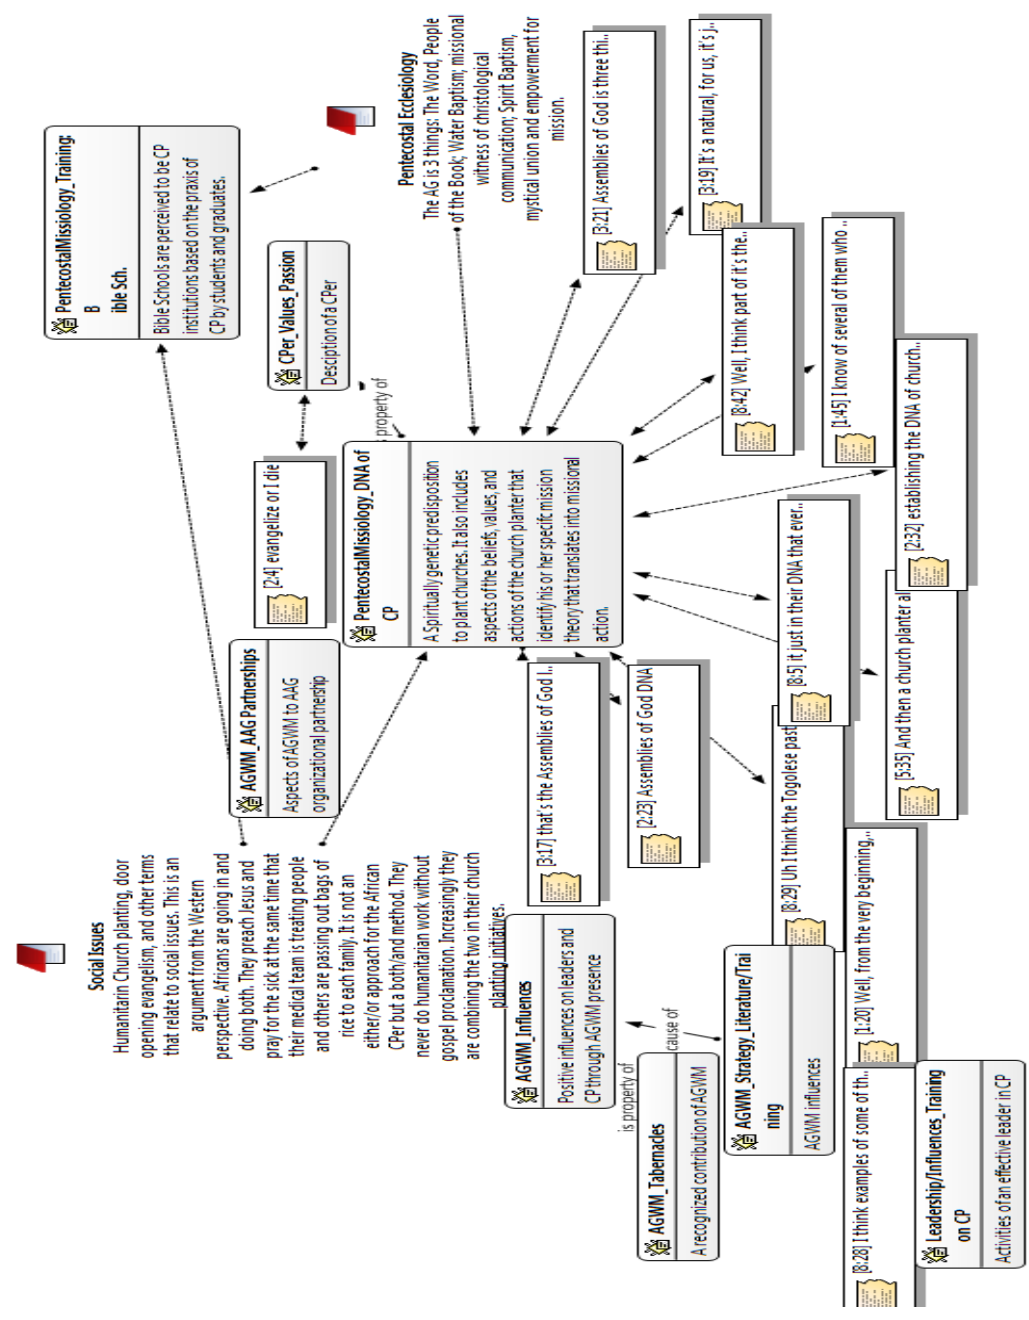 Social Issues
Humanitarin Church planting, door
opening evangelism, and other terms
that relate to social issues. This is an
argument from the Western
perspective. Africans are going in and
doing both. They preach Jesus and
pray for the sick at the same time that
their medical team is treating people
and others are passing out bags of
rice to each family. It is not an
either/or approach for the African
CPer but a both/and method. They
never do humanitarian work without
gospel proclamation. Increasingly they
are combining the two in their church
planting initiatives.
PentecostalMissiology_Training:
B
ible Sch.
Bible Schools are perceived to be CP
institutions based on the praxis of
CP by students and graduates.
AGWM_AAG Partnerships
Aspects of AGWM to AAG
organizational partnership
[2:4] evangelize or I die
CPer_Values_Passion
Desciption of a CPer
is property of
Pentecostal Ecclesiology
The AG is 3 things: The Word, People
of the Book; Water Baptism; missional
witness of christological
communication; Spirit Baptism,
mystical union and empowerment for
mission.
PentecostalMissiology_DNA of
CP
A Spiritually genetic predisposition
to plant churches. It also includes
aspects of the beliefs, values, and
actions of the church planter that
identify his or her specifc mission
theory that translates into missional
action.
AGWM_Influences
Positive influences on leaders and
CP through AGWM presence
[3:17] that's the Assemblies of God I..
[3:21] Assemblies of God is three thi..
is property of
cause of
AGWM_Tabernacles
A recognized contribution of AGWM
[2:23] Assemblies of God DNA
[3:19] It's a natural, for us, it's j..
AGWM_Strategy_Literature/Trai
ning
AGWM influences
[8:29] Uh I think the Togolese past
[8:5] it just in their DNA that ever..
[8:42] Well, I think part of it's the..
[8:28] I think examples of some of th..
[1:20] Well, from the very beginning,..
[1:45] I know of several of them who ..
Leadership/Influences_Training
on CP
Activities of an effective leader in CP
[5:35] And then a church planter al
[2:32] establishing the DNA of church..